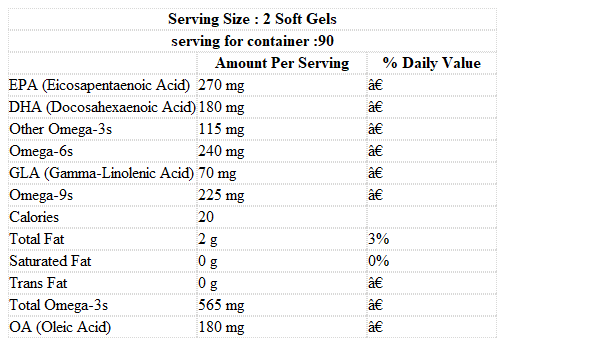 Serving Size : 2 Soft Gels
serving for container :90
Amount Per Serving % Daily Value
EPA (Eicosapentaenoic Acid) 270 mg â€
DHA (Docosahexaenoic Acid) 180 mg â€
Other Omega-3s 115 mg â€
Omega-6s 240 mg â€
GLA (Gamma-Linolenic Acid) 70 mg â€
Omega-9s 225 mg â€
Calories 20
Total Fat 2 g 3%
Saturated Fat 0 g 0%
Trans Fat 0 g â€
Total Omega-3s 565 mg â€
OA (Oleic Acid) 180 mg â€